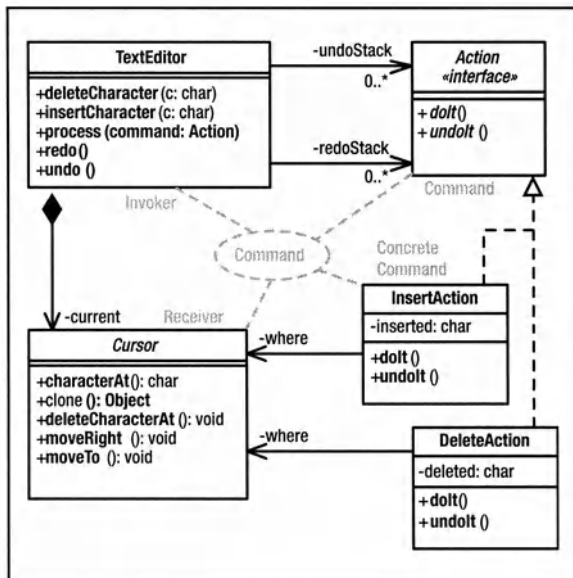 TextEditor
+deleteCharacter (c: char)
+insertCharacter (c: char)
+process (command: Action)
+redo()
+undo ()
-undoStack
0..*
-redoStack
0..*
Action
«interface»
+ doIt()
+ undoIt ()
Invoker
Command
Command
Concrete
Command
Receiver
-current
Cursor
+characterAt(): char
+clone (): Object
+deleteCharacterAt(): void
+moveRight (): void
+moveTo (): void
-where
InsertAction
-inserted: char
+doIt()
+undoIt ()
-where
DeleteAction
-deleted: char
+doIt()
+undoIt ()